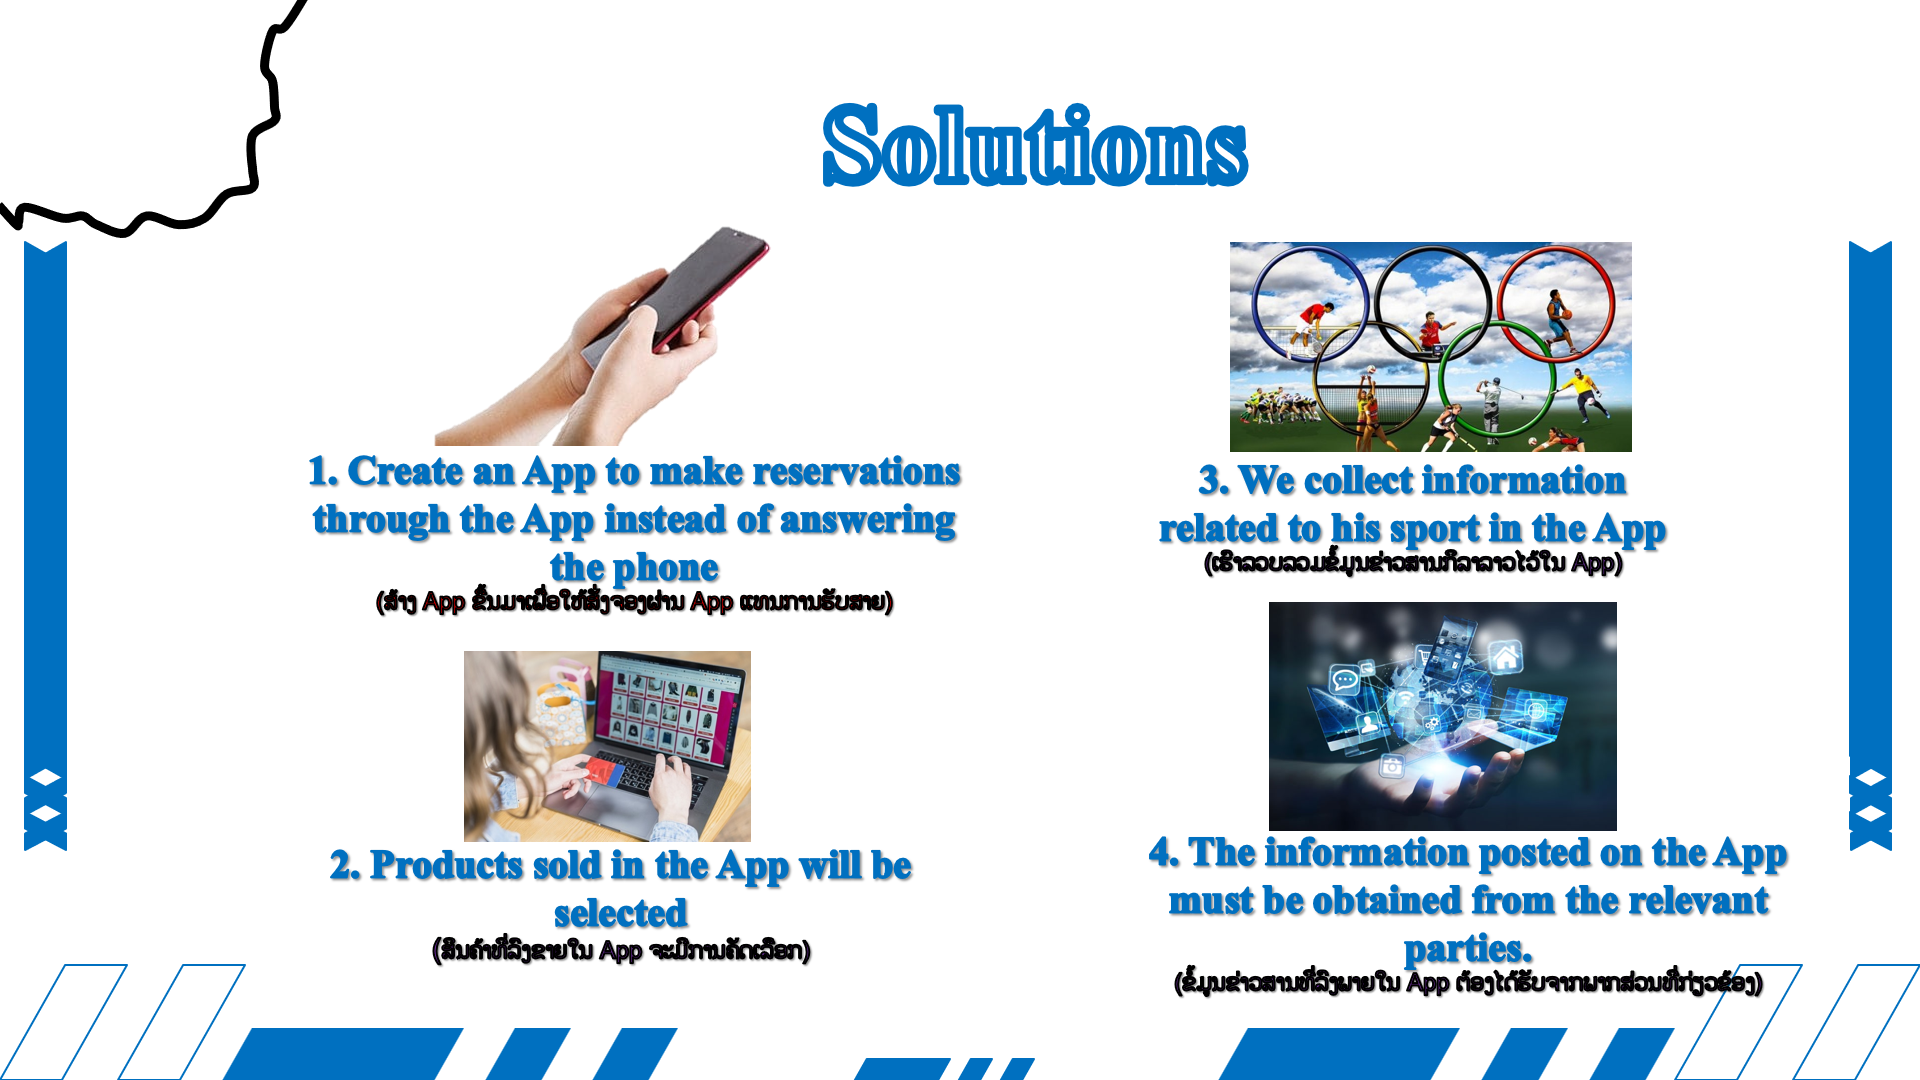 Solutions
1. Create an App to make reservations
through the App instead of answering
the phone
(ສ້າງ App ຂຶ້ນມາເພື່ອໃຫ້ສັ່ງຈອງຜ່ານ App ແທນການຮັບສາຍ)
2. Products sold in the App will be
selected
(ສິນຄ້າທີ່ລົງຂາຍໃນ App ຈະມີການຄັດເລືອກ)
3. We collect information
related to his sport in the App
(ເຮົາລວບລວມຂໍ້ມູນຂ່າວສານກິລາລາວໄວ້ໃນ App)
4. The information posted on the App
must be obtained from the relevant
parties.
(ຂໍ້ມູນຂ່າວສານທີ່ລົງພາຍໃນ App ຕ້ອງໄດ້ຮັບຈາກພາກສ່ວນທີ່ກ່ຽວຂ້ອງ)